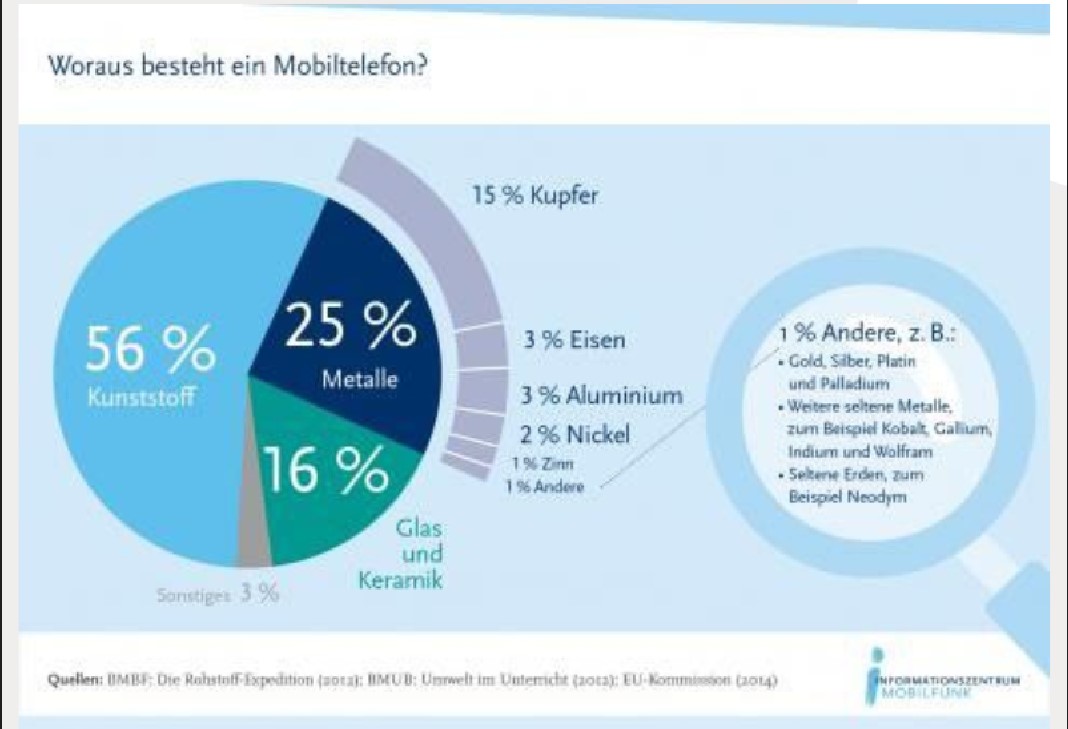 Woraus besteht ein Mobiltelefon?
15 % Kupfer
56 %
Kunststoff
25 %
Metalle
3 % Eisen
3 % Aluminium
2 % Nickel
1 % Zinn
1 % Andere
16 %
Glas
und
Keramik
Sonstiges 3 %
1 % Andere, z. B.:
• Gold, Silber, Platin
und Palladium
• Weitere seltene Metalle,
zum Beispiel Kobalt, Gallium,
Indium und Wolfram
• Seltene Erden, zum
Beispiel Neodym
Quellen: BMBF: Die Rohstoff-Expedition (2012); BMUB: Umwelt im Unterricht (2012); EU-Kommission (2014)
INFORMATIONSZENTRUM
MOBILFUNK